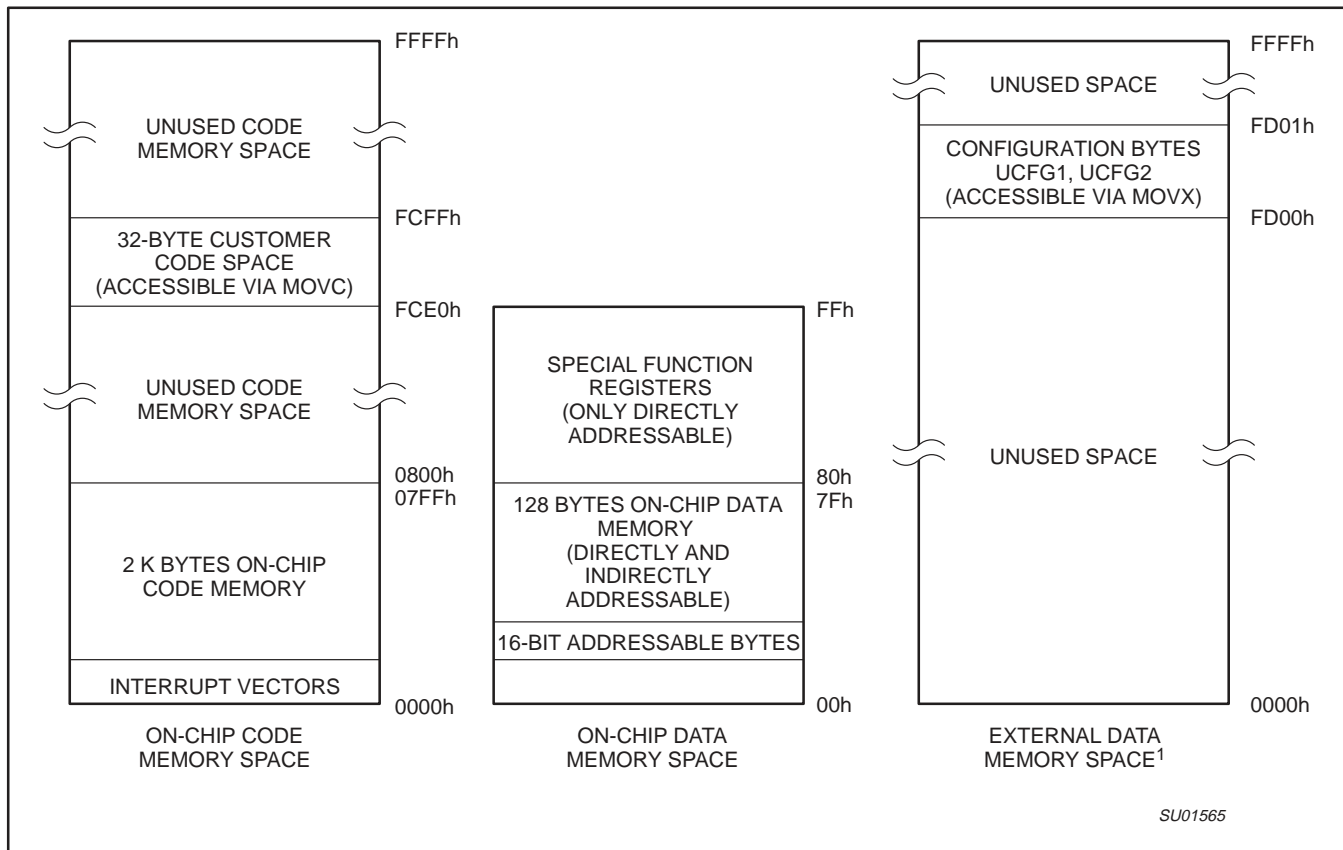 FFFFh
UNUSED CODE
MEMORY SPACE
FCFFh
32-BYTE CUSTOMER
CODE SPACE
(ACCESSIBLE VIA MOVC)
FCE0h
UNUSED CODE
MEMORY SPACE
0800h
07FFh
2 K BYTES ON-CHIP
CODE MEMORY
INTERRUPT VECTORS
0000h
ON-CHIP CODE
MEMORY SPACE
FFh
SPECIAL FUNCTION
REGISTERS
(ONLY DIRECTLY
ADDRESSABLE)
80h
7Fh
128 BYTES ON-CHIP DATA
MEMORY
(DIRECTLY AND
INDIRECTLY
ADDRESSABLE)
16-BIT ADDRESSABLE BYTES
00h
ON-CHIP DATA
MEMORY SPACE
FFFFh
UNUSED SPACE
FD01h
CONFIGURATION BYTES
UCFG1, UCFG2
(ACCESSIBLE VIA MOVX)
FD00h
UNUSED SPACE
0000h
EXTERNAL DATA
MEMORY SPACE1
SU01565